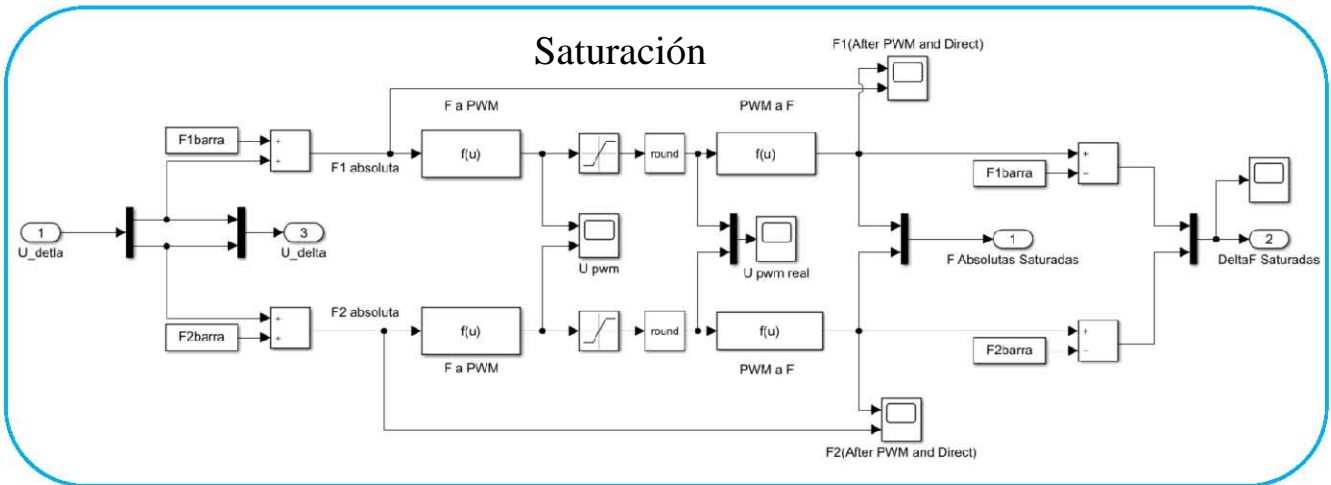 Saturación
F1(After PWM and Direct)
F a PWM
PWM a F
F1barra
+
+
F1 absoluta
f(u)
round
f(u)
F1barra
+
−
1
U_detla
3
U_delta
U pwm
U pwm real
1
F Absolutas Saturadas
2
DeltaF Saturadas
F2 absoluta
F2barra
+
+
f(u)
round
f(u)
F2barra
+
−
F a PWM
PWM a F
F2(After PWM and Direct)